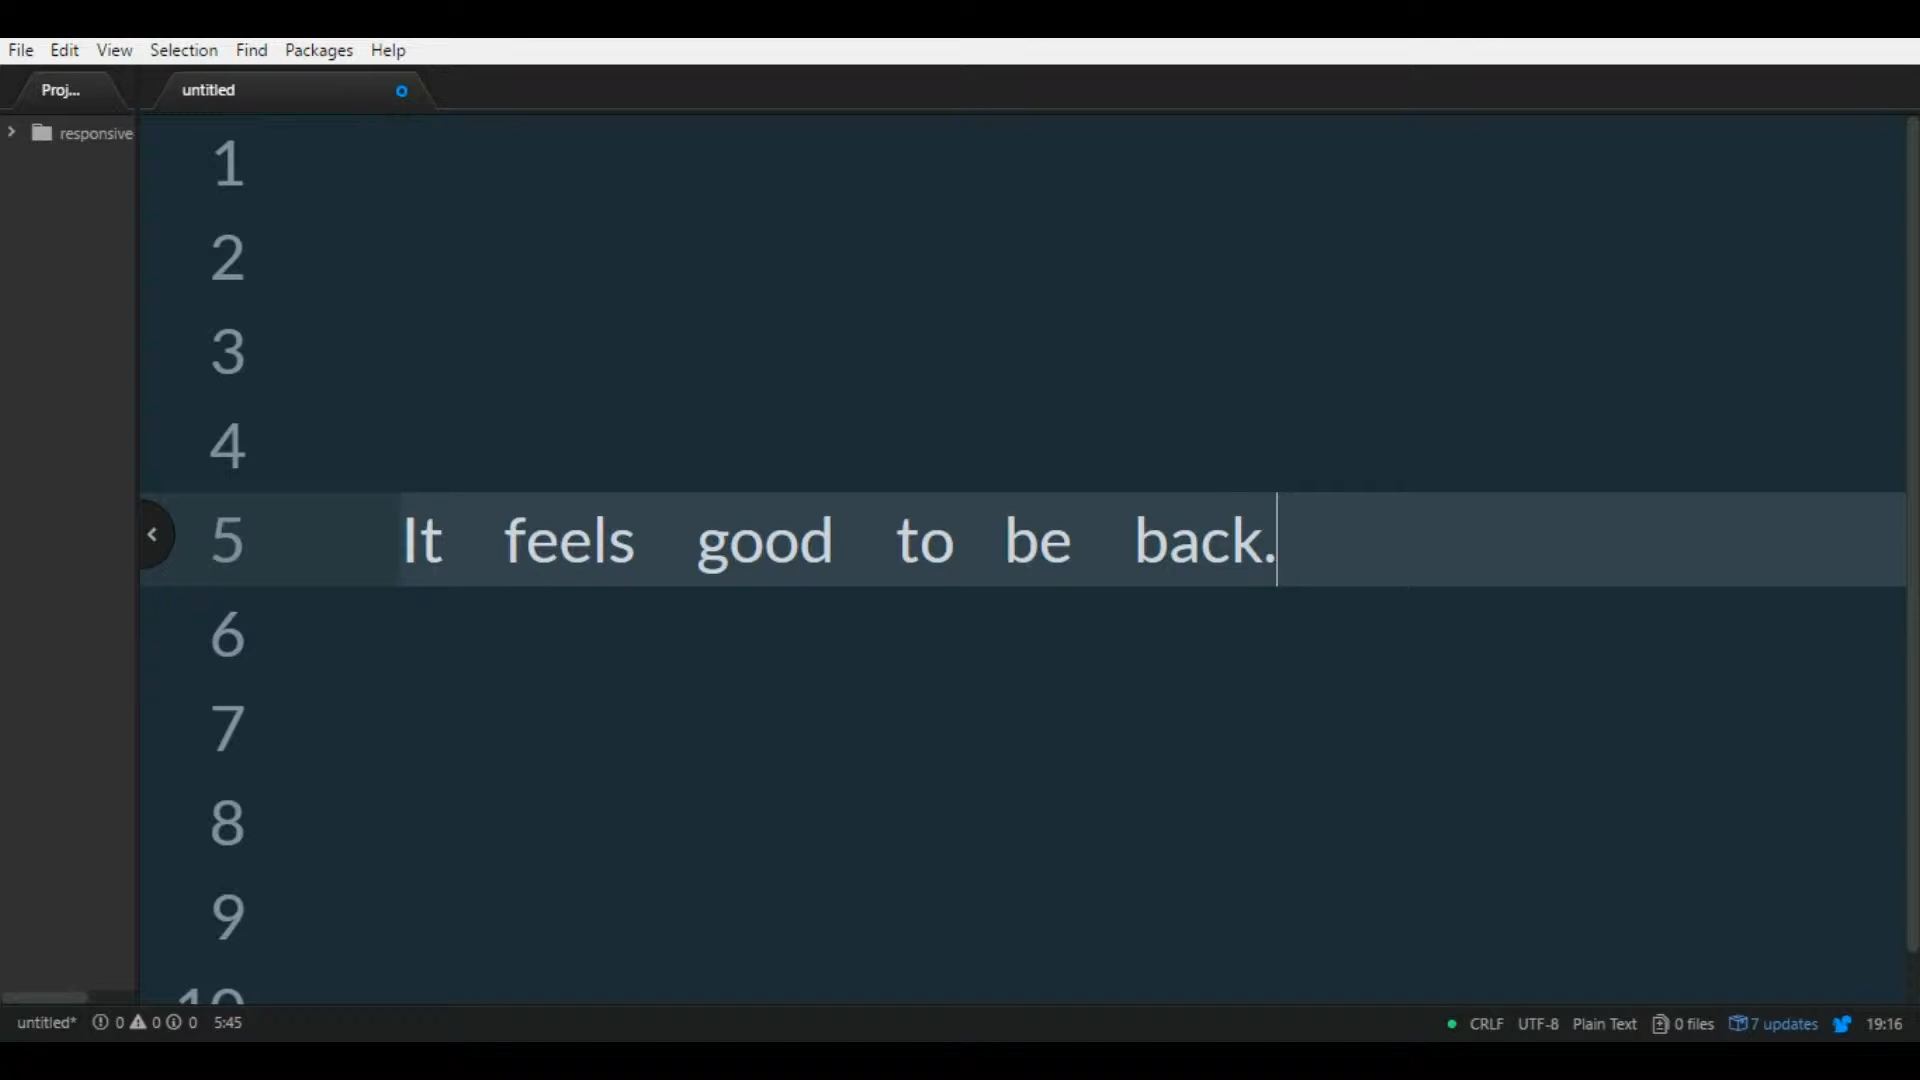 File Edit View Selection Find Packages Help
Proj... untitled
responsive
1
2
3
4
5 It feels good to be back.
6
7
8
9
10
untitled* 0 0 0 5:45 CRLF UTF-8 Plain Text 0 files 7 updates 19:16